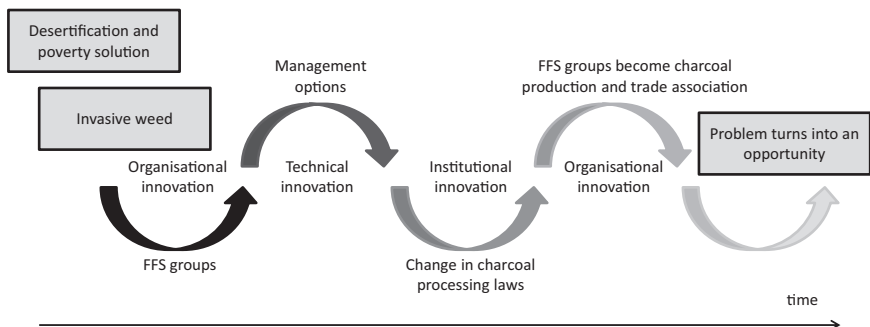 Desertification and
poverty solution
Invasive weed
Management
options
FFS groups become charcoal
production and trade association
Problem turns into an
opportunity
Organisational
innovation
Technical
innovation
Institutional
innovation
Organisational
innovation
FFS groups
Change in charcoal
processing laws
time